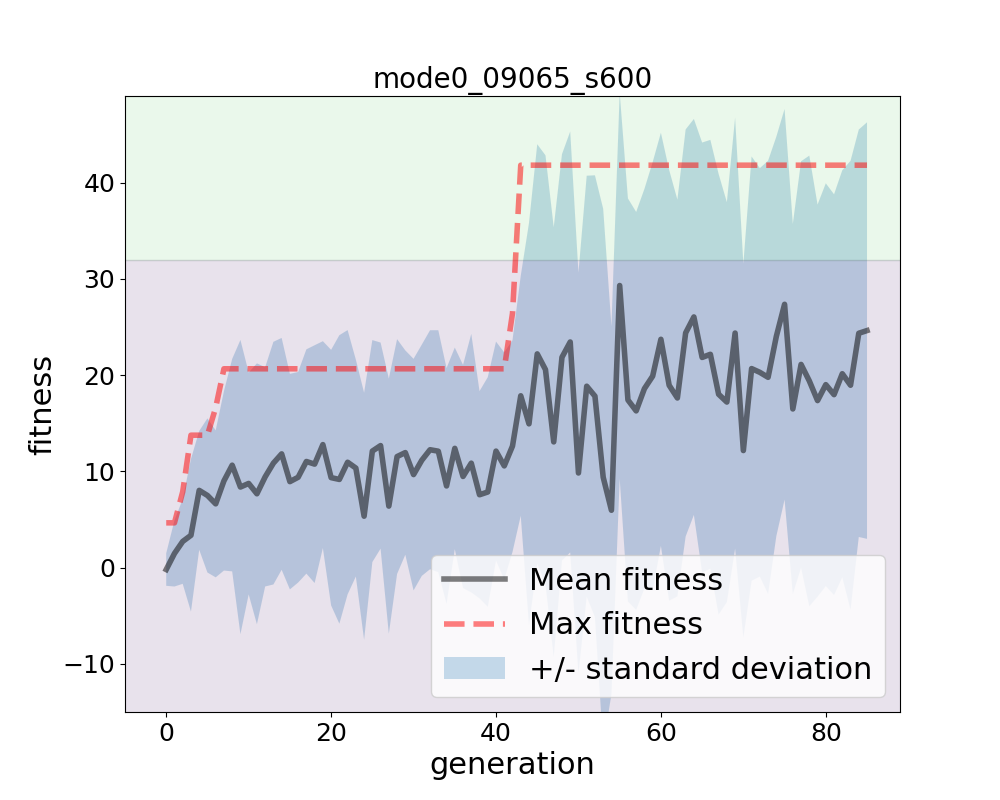 mode0_09065_s600
fitness
40
30
20
10
0
−10
Mean fitness
Max fitness
+/- standard deviation
0 20 40 60 80
generation